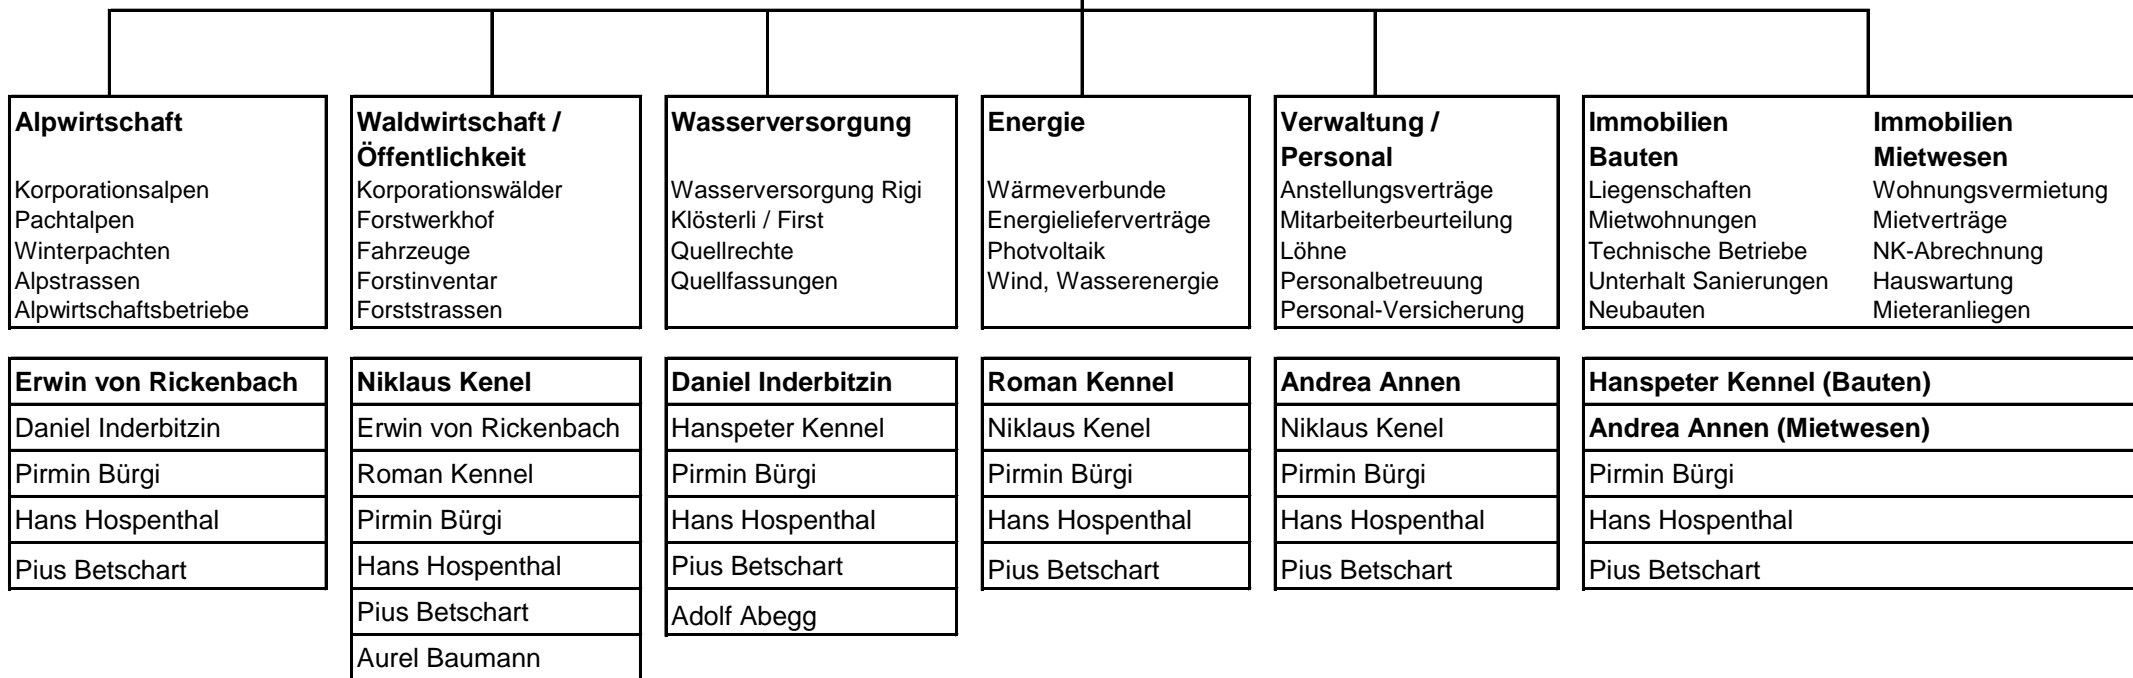 Alpwirtschaft
Korporationsalpen
Pachtalpen
Winterpachten
Alpstrassen
Alpwirtschaftsbetriebe
Waldwirtschaft /
Öffentlichkeit
Korporationswälder
Forstwerkhof
Fahrzeuge
Forstinventar
Forststrassen
Wasserversorgung
Wasserversorgung Rigi
Klösterli / First
Quellrechte
Quellfassungen
Energie
Wärmeverbunde
Energielieferverträge
Photvoltaik
Wind, Wasserenergie
Verwaltung /
Personal
Anstellungsverträge
Mitarbeiterbeurteilung
Löhne
Personalbetreuung
Personal-Versicherung
Immobilien
Bauten
Liegenschaften
Mietwohnungen
Technische Betriebe
Unterhalt Sanierungen
Neubauten
Immobilien
Mietwesen
Wohnungsvermietung
Mietverträge
NK-Abrechnung
Hauswartung
Mieteranliegen
Erwin von Rickenbach
Daniel Inderbitzin
Pirmin Bürgi
Hans Hospenthal
Pius Betschart
Niklaus Kenel
Erwin von Rickenbach
Roman Kennel
Pirmin Bürgi
Hans Hospenthal
Pius Betschart
Aurel Baumann
Daniel Inderbitzin
Hanspeter Kennel
Pirmin Bürgi
Hans Hospenthal
Pius Betschart
Adolf Abegg
Roman Kennel
Niklaus Kenel
Pirmin Bürgi
Hans Hospenthal
Pius Betschart
Andrea Annen
Niklaus Kenel
Pirmin Bürgi
Hans Hospenthal
Pius Betschart
Hanspeter Kennel (Bauten)
Andrea Annen (Mietwesen)
Pirmin Bürgi
Hans Hospenthal
Pius Betschart